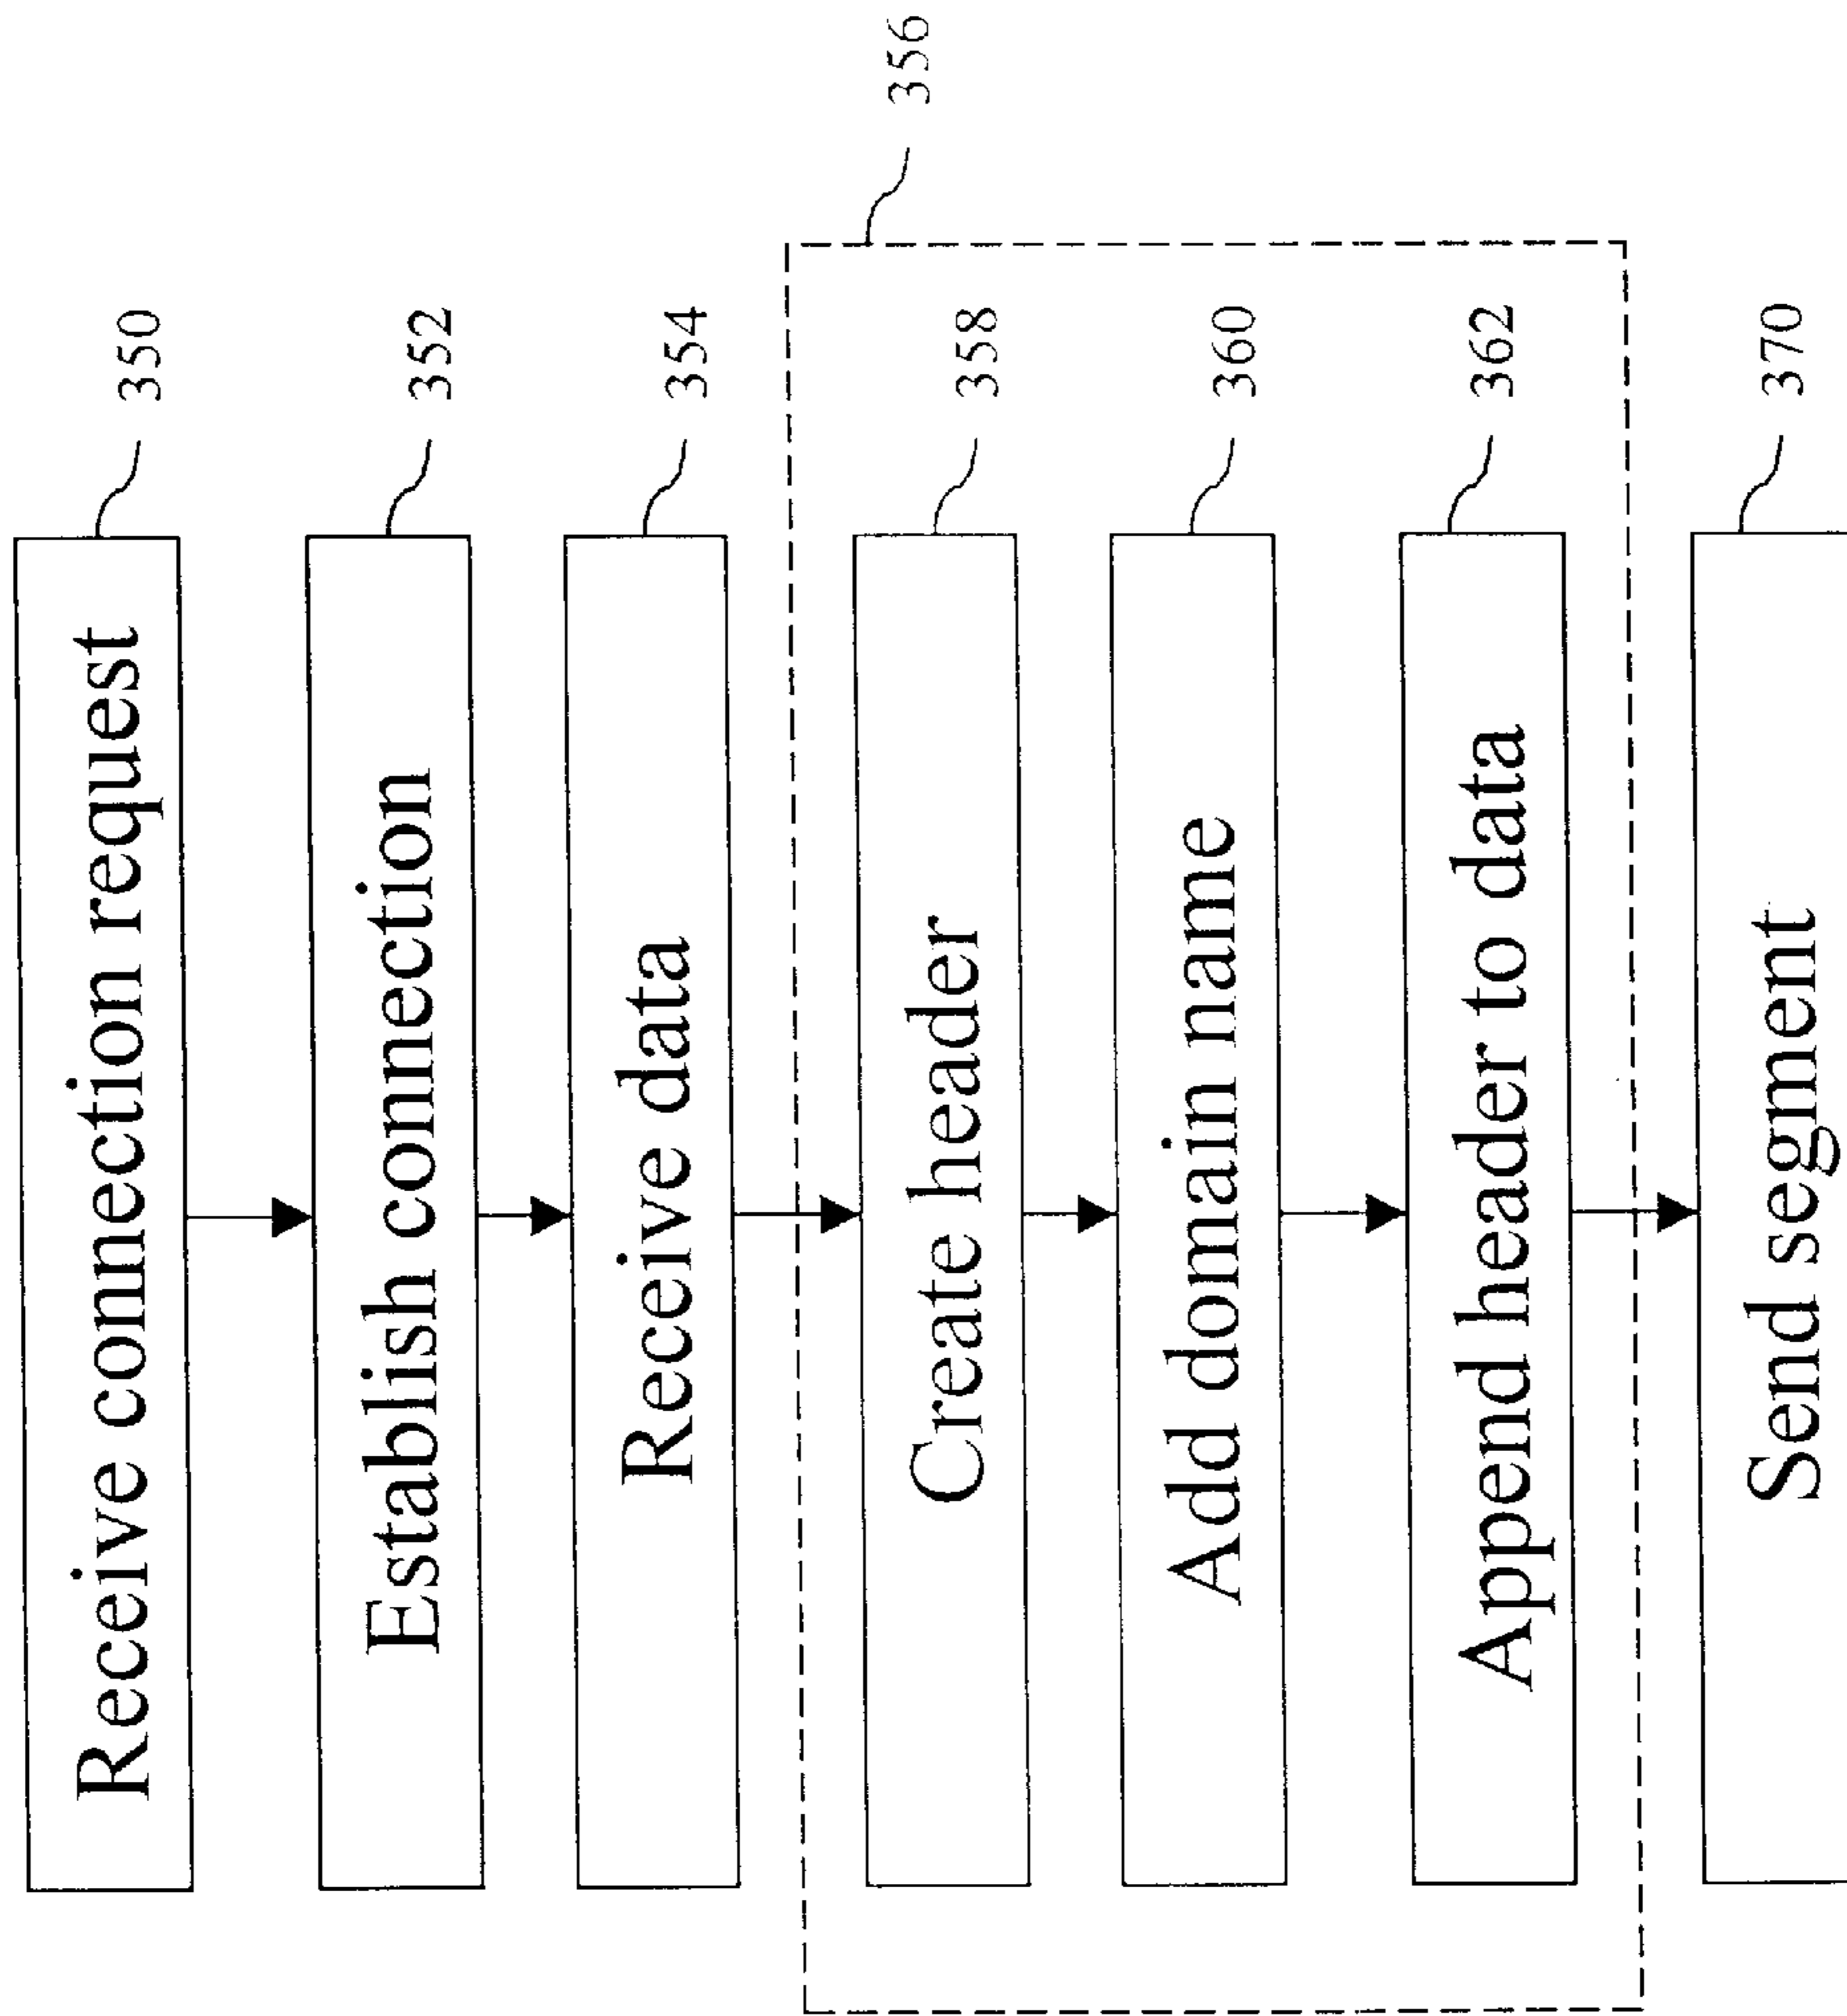 356
Receive connection request
350
Establish connection
352
Receive data
354
Create header
358
Add domain name
360
Append header to data
362
Send segment
370